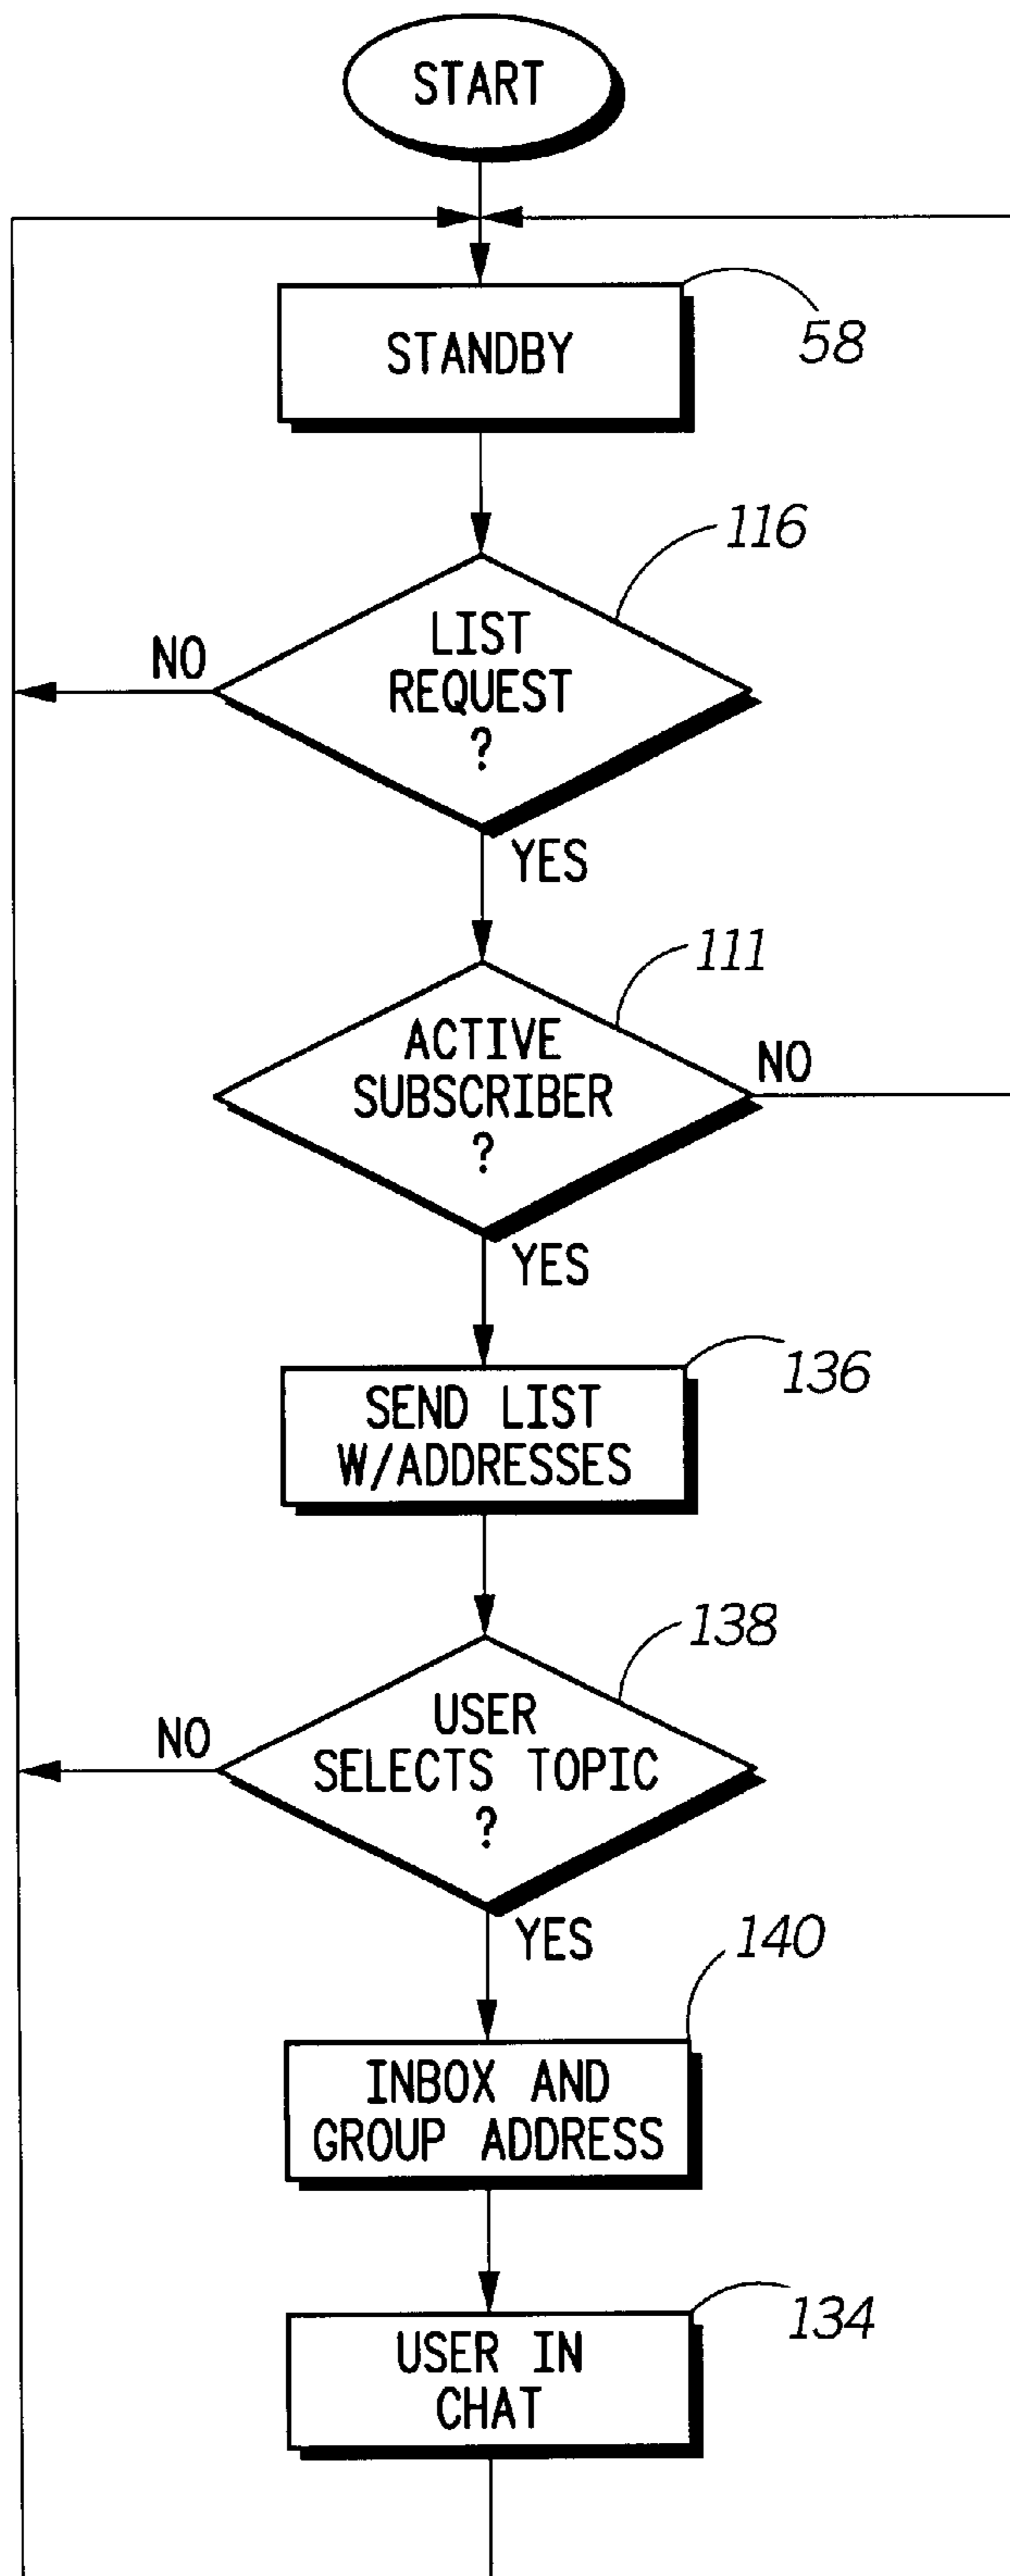 START
STANDBY
58
116
LIST
REQUEST
?
NO
YES
111
ACTIVE
SUBSCRIBER
?
NO
YES
136
SEND LIST
W/ADDRESSES
138
USER
SELECTS TOPIC
?
NO
YES
140
INBOX AND
GROUP ADDRESS
134
USER IN
CHAT